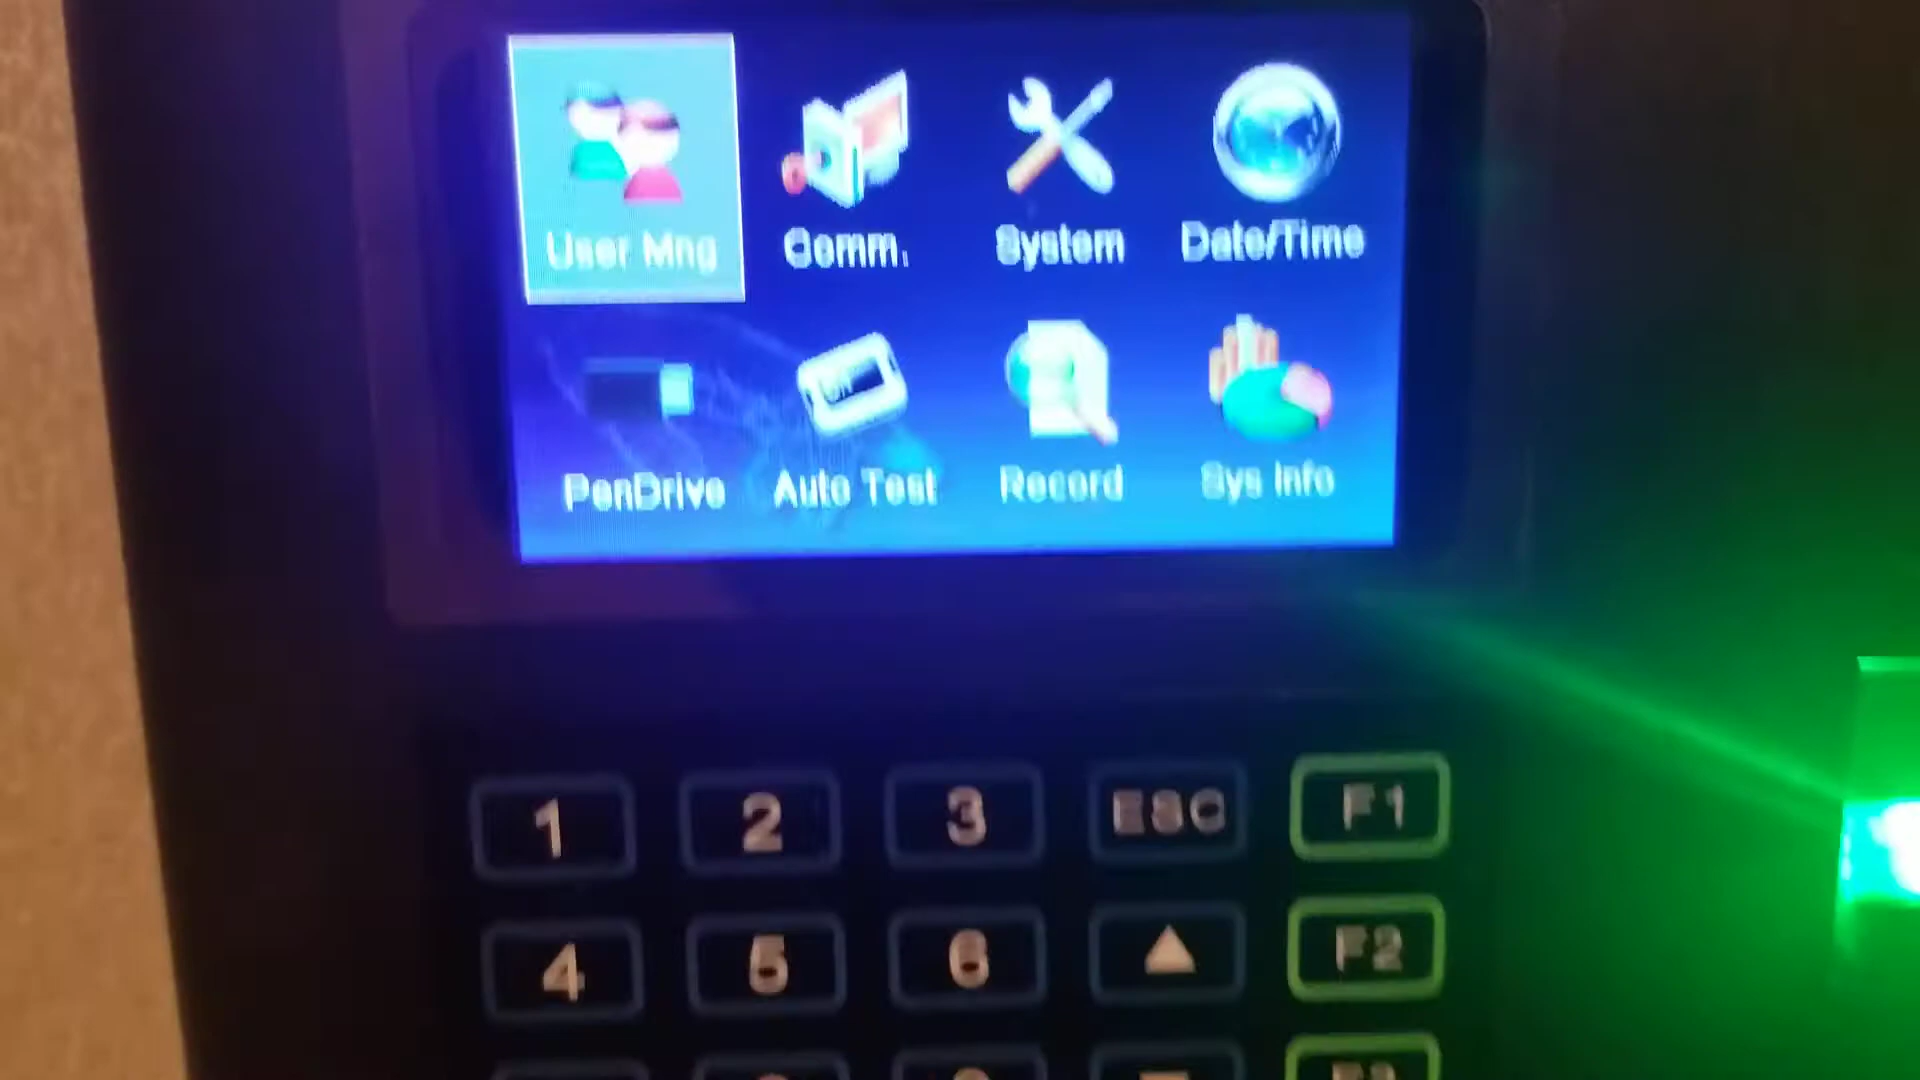 User Mng Comm. System Date/Time
PenDrive Auto Test Record Sys Info
1 2 3 ESC F1
4 5 6 ▲ F2